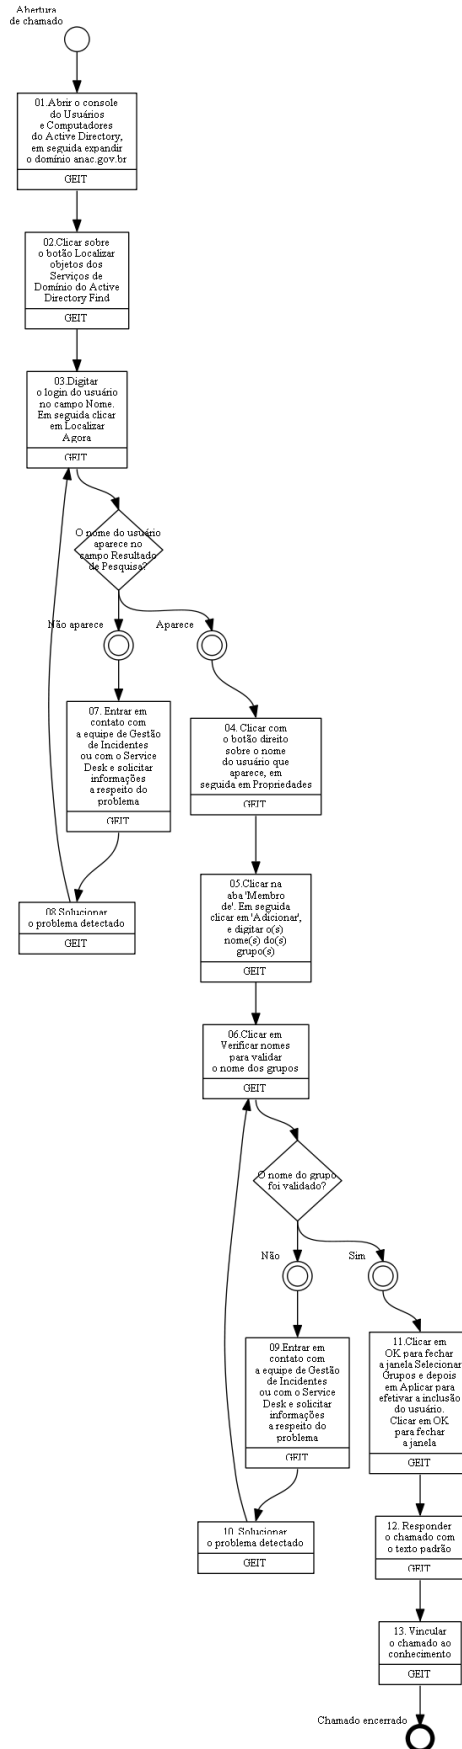 Abertura
de chamado
01.Abrir o console
do Usuários
e Computadores
do Active Directory,
em seguida expandir
o domínio anac.gov.br
GEIT
02.Clicar sobre
o botão Localizar
objetos dos
Serviços de
Domínio do Active
Directory Find
GEIT
03.Digitar
o login do usuário
no campo Nome.
Em seguida clicar
em Localizar
Agora
GEIT
O nome do usuário
aparece no
campo Resultado
de Pesquisa?
Não aparece
Aparece
07. Entrar em
contato com
a equipe de Gestão
de Incidentes
ou com o Service
Desk e solicitar
informações
a respeito do
problema
GEIT
04. Clicar com
o botão direito
sobre o nome
do usuário que
aparece, em
seguida em Propriedades
GEIT
08.Solucionar
o problema detectado
GEIT
05.Clicar na
aba 'Membro
de'. Em seguida
clicar em 'Adicionar',
e digitar o(s)
nome(s) do(s)
grupo(s)
GEIT
06.Clicar em
Verificar nomes
para validar
o nome dos grupos
GEIT
O nome do grupo
foi validado?
Não
Sim
09.Entrar em
contato com
a equipe de Gestão
de Incidentes
ou com o Service
Desk e solicitar
informações
a respeito do
problema
GEIT
11.Clicar em
OK para fechar
a janela Selecionar
Grupos e depois
em Aplicar para
efetivar a inclusão
do usuário.
Clicar em OK
para fechar
a janela
GEIT
10. Solucionar
o problema detectado
GEIT
12. Responder
o chamado com
o texto padrão
GEIT
13. Vincular
o chamado ao
conhecimento
GEIT
Chamado encerrado